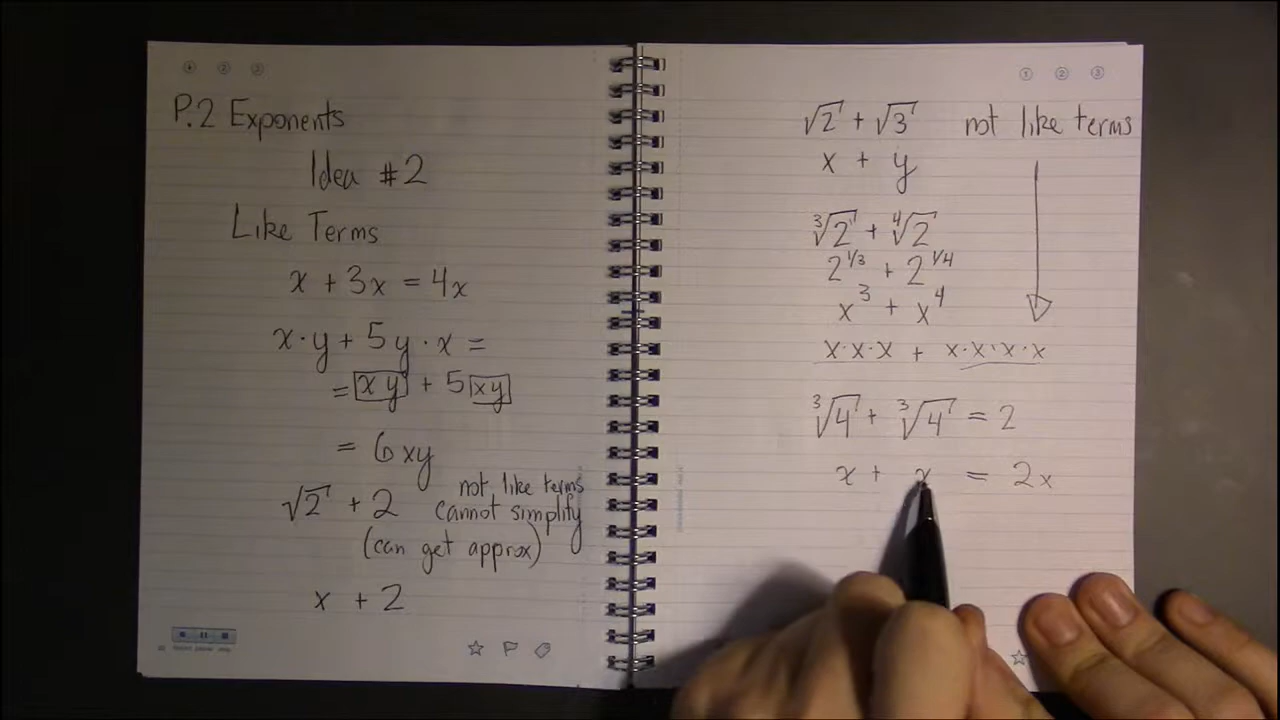 P.2 Exponents
Idea #2
Like Terms
x + 3x = 4x
x·y + 5y·x =
= xy + 5xy
= 6xy
√2 + 2 not like terms
cannot simplify
(can get approx)
x + 2
√2 + √3 not like terms
x + y
∛2 + ∜2
2^1/3 + 2^1/4
x^3 + x^4
x·x·x + x·x·x·x
∛4 + ∛4 = 2
x + x = 2x